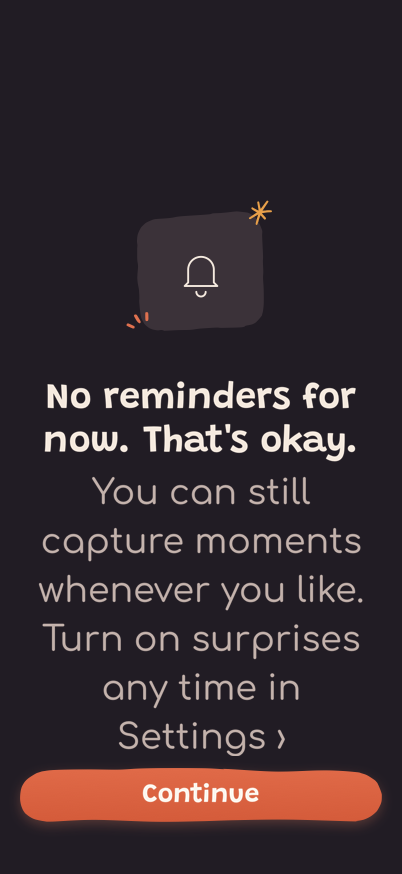 No reminders for
now. That's okay.
You can still
capture moments
whenever you like.
Turn on surprises
any time in
Settings ›
Continue